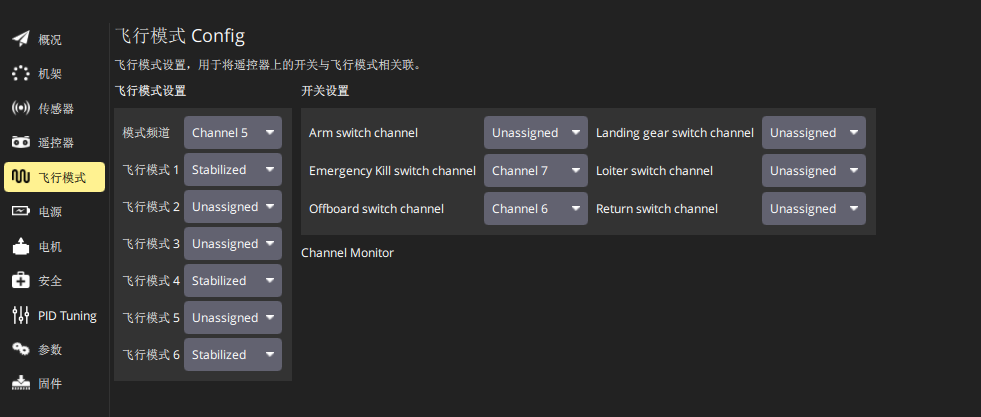 飞行模式 Config
飞行模式设置，用于将遥控器上的开关与飞行模式相关联。
概况
机架
传感器
遥控器
飞行模式
电源
电机
安全
PID Tuning
参数
固件
飞行模式设置
模式频道 Channel 5
飞行模式 1 Stabilized
飞行模式 2 Unassigned
飞行模式 3 Unassigned
飞行模式 4 Stabilized
飞行模式 5 Unassigned
飞行模式 6 Stabilized
开关设置
Arm switch channel Unassigned Landing gear switch channel Unassigned
Emergency Kill switch channel Channel 7 Loiter switch channel Unassigned
Offboard switch channel Channel 6 Return switch channel Unassigned
Channel Monitor